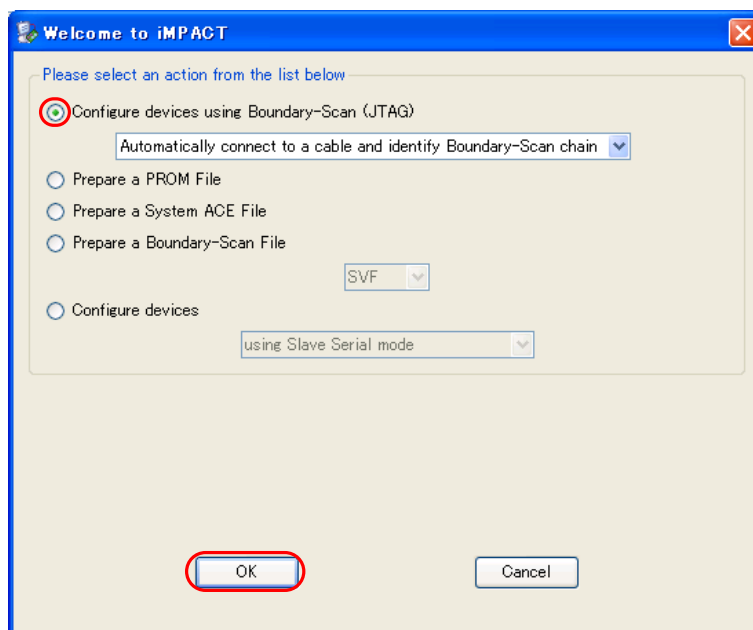 Welcome to iMPACT
Please select an action from the list below
Configure devices using Boundary-Scan (JTAG)
Automatically connect to a cable and identify Boundary-Scan chain
Prepare a PROM File
Prepare a System ACE File
Prepare a Boundary-Scan File
SVF
Configure devices
using Slave Serial mode
OK
Cancel